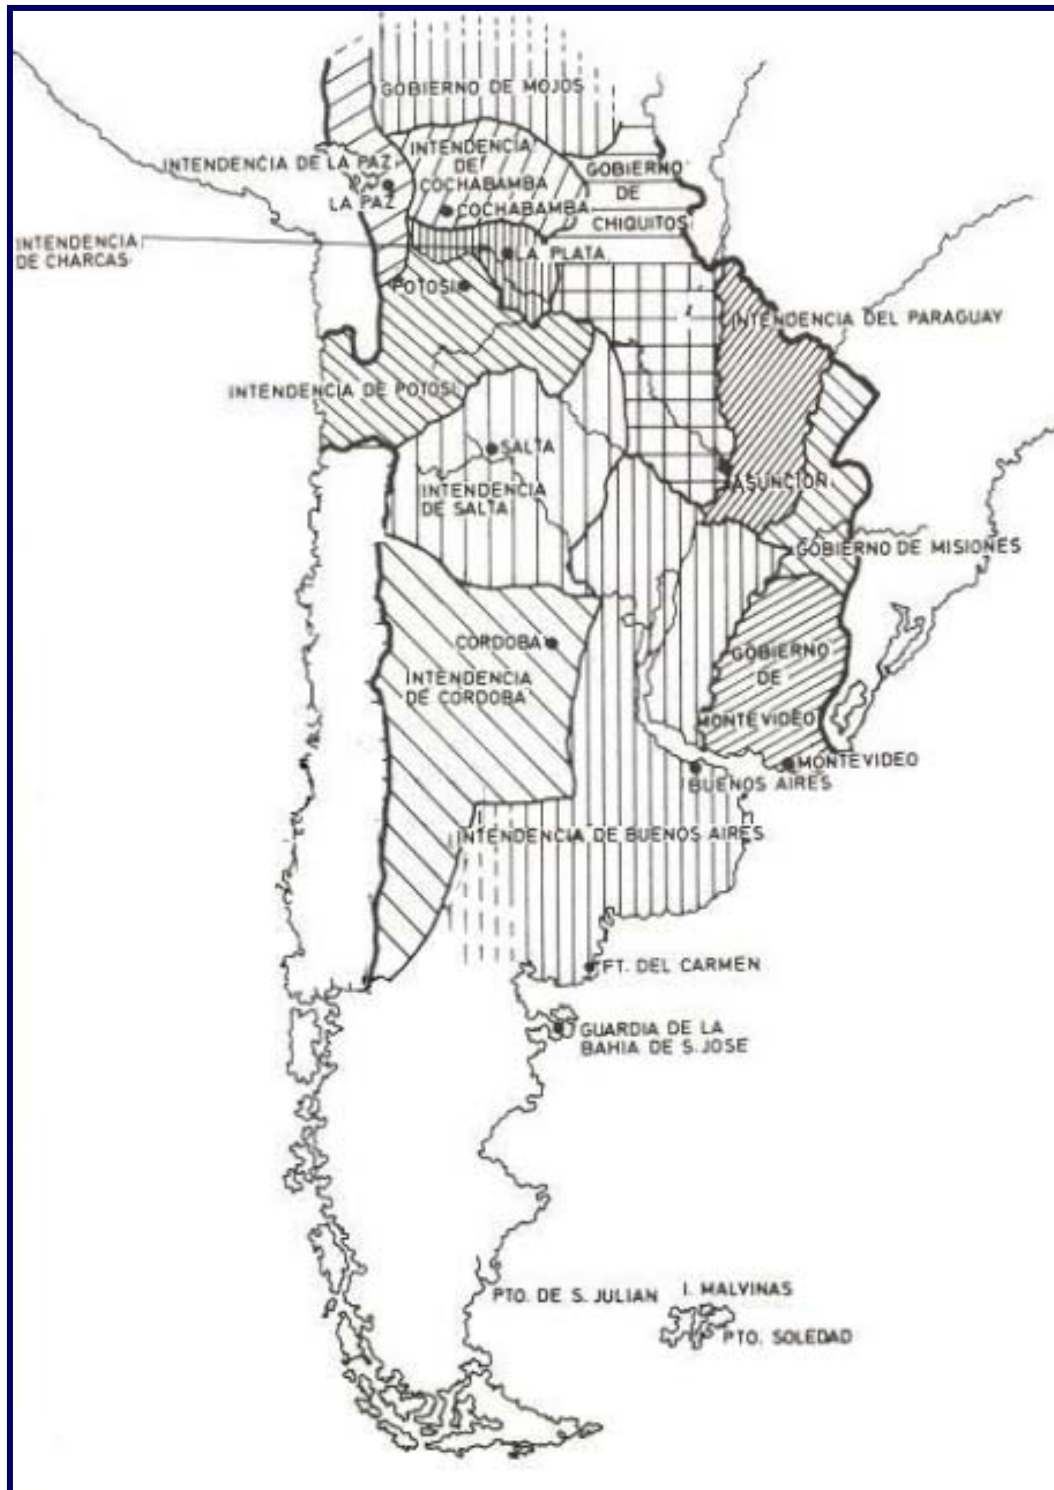 GOBIERNO DE MOJOS
INTENDENCIA DE LA PAZ
LA PAZ
INTENDENCIA
DE
COCHABAMBA
COCHABAMBA
GOBIERNO
DE
CHIQUITOS
INTENDENCIA
DE CHARCAS
LA PLATA
POTOSI
INTENDENCIA DEL PARAGUAY
INTENDENCIA DE POTOSI
SALTA
INTENDENCIA
DE SALTA
ASUNCION
GOBIERNO DE MISIONES
CORDOBA
INTENDENCIA
DE CORDOBA
GOBIERNO
DE
MONTEVIDEO
MONTEVIDEO
BUENOS AIRES
INTENDENCIA DE BUENOS AIRES
FT. DEL CARMEN
GUARDIA DE LA
BAHIA DE S. JOSE
PTO. DE S. JULIAN
I. MALVINAS
PTO. SOLEDAD